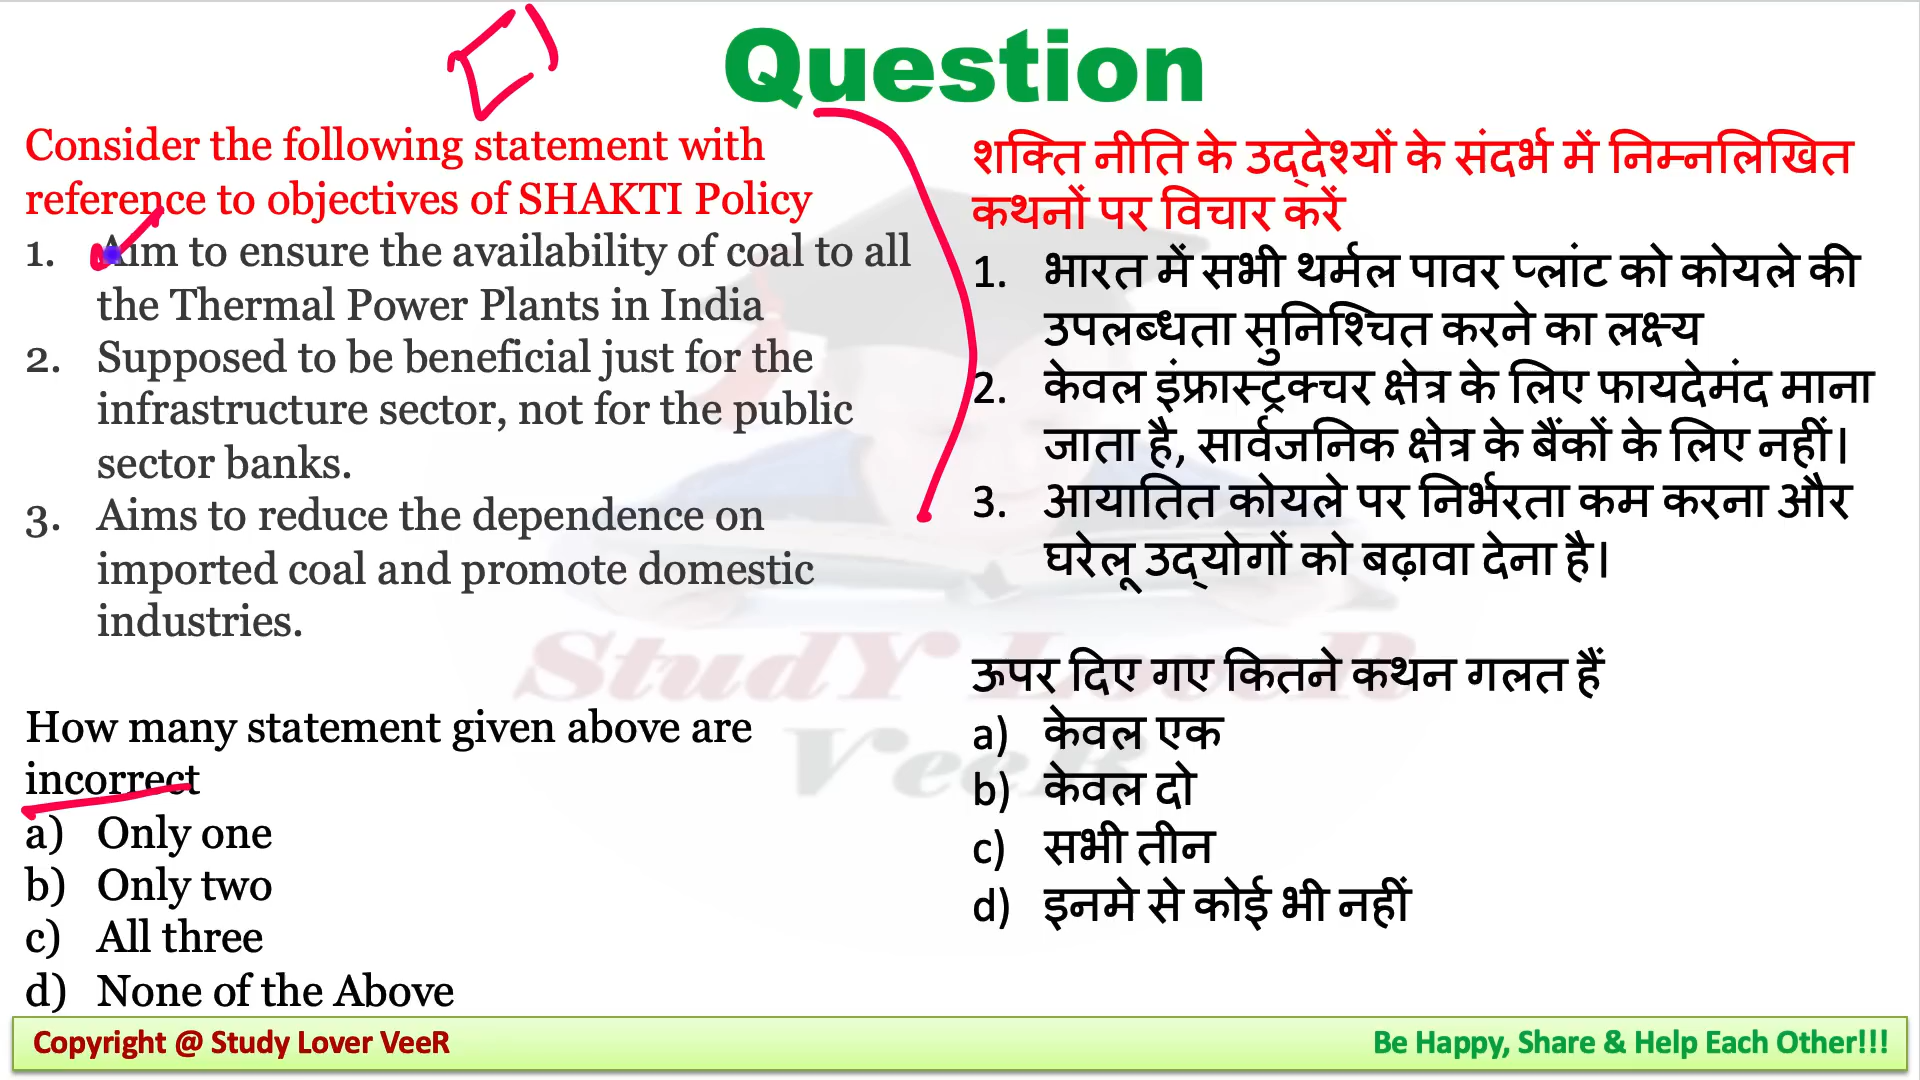 Question
Consider the following statement with
reference to objectives of SHAKTI Policy
1. Aim to ensure the availability of coal to all
the Thermal Power Plants in India
2. Supposed to be beneficial just for the
infrastructure sector, not for the public
sector banks.
3. Aims to reduce the dependence on
imported coal and promote domestic
industries.
How many statement given above are
incorrect
a) Only one
b) Only two
c) All three
d) None of the Above
शक्ति नीति के उद्देश्यों के संदर्भ में निम्नलिखित
कथनों पर विचार करें
1. भारत में सभी थर्मल पावर प्लांट को कोयले की
उपलब्धता सुनिश्चित करने का लक्ष्य
2. केवल इंफ्रास्ट्रक्चर क्षेत्र के लिए फायदेमंद माना
जाता है, सार्वजनिक क्षेत्र के बैंकों के लिए नहीं।
3. आयातित कोयले पर निर्भरता कम करना और
घरेलू उद्योगों को बढ़ावा देना है।
ऊपर दिए गए कितने कथन गलत हैं
a) केवल एक
b) केवल दो
c) सभी तीन
d) इनमे से कोई भी नहीं
StudY LoveR
VeeR
Copyright @ Study Lover VeeR
Be Happy, Share & Help Each Other!!!